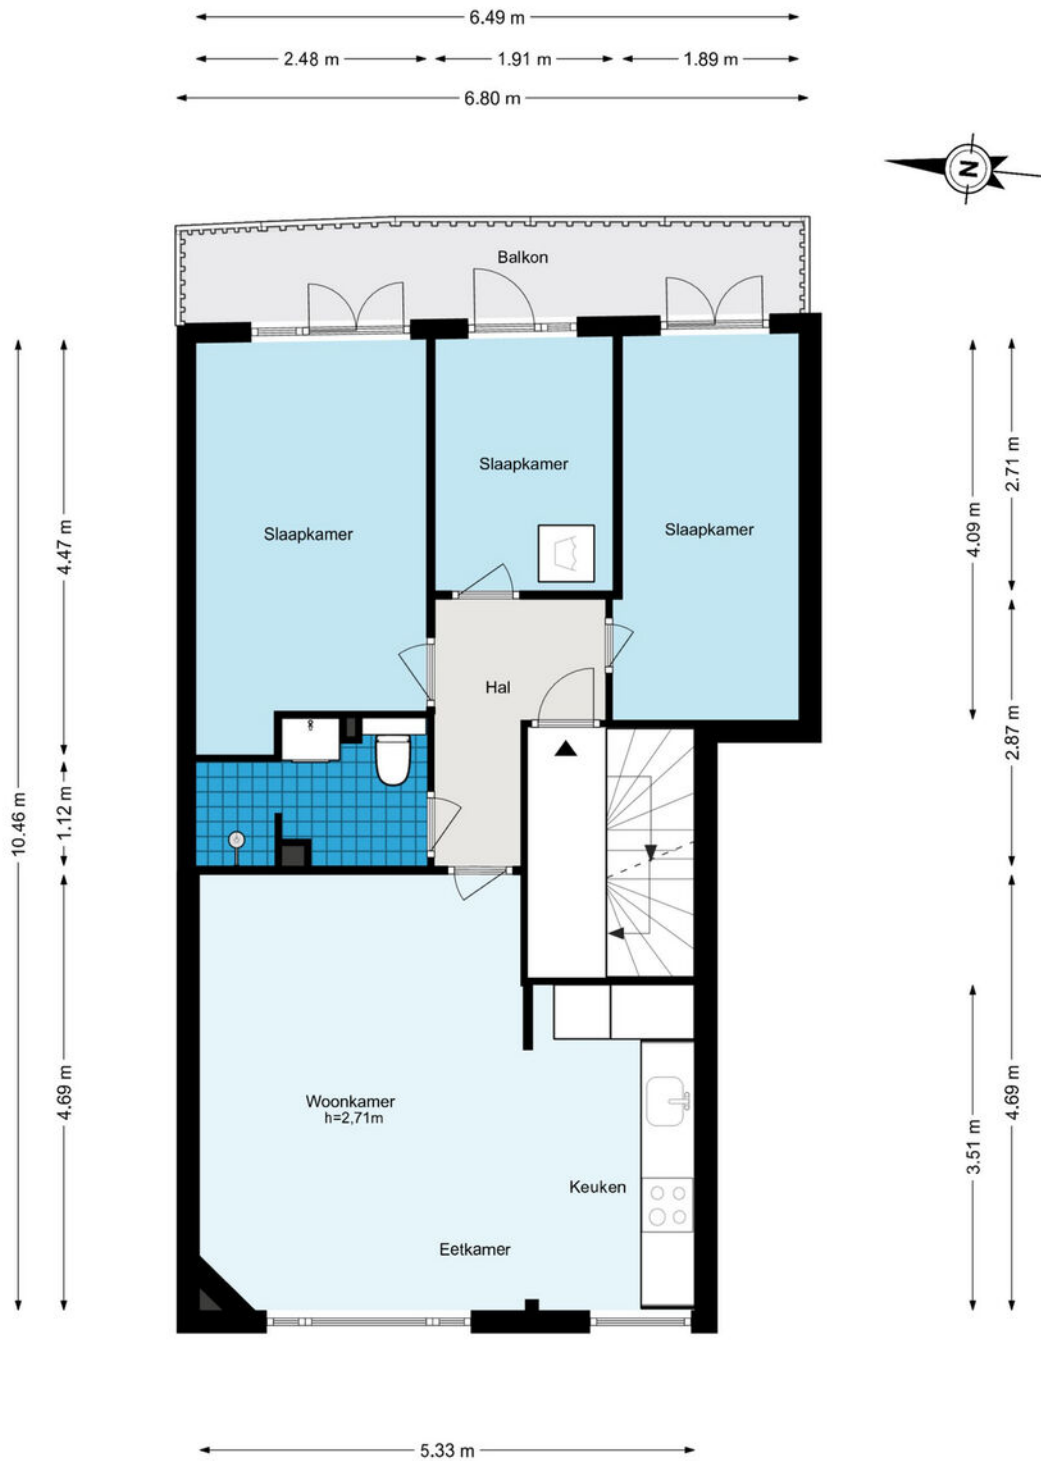 6.49 m
2.48 m
1.91 m
1.89 m
6.80 m
N
Balkon
Slaapkamer
Slaapkamer
Slaapkamer
4.47 m
4.09 m
2.71 m
Hal
10.46 m
1.12 m
2.87 m
4.69 m
Woonkamer
h=2,71m
Keuken
Eetkamer
3.51 m
4.69 m
5.33 m